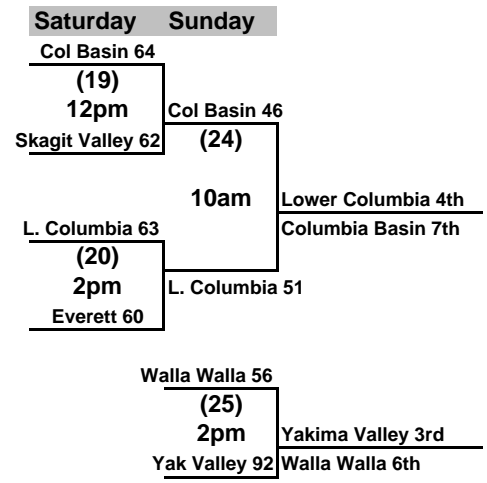 Saturday Sunday
Col Basin 64
(19)
12pm
Col Basin 46
Skagit Valley 62
(24)
10am
Lower Columbia 4th
L. Columbia 63
Columbia Basin 7th
(20)
2pm
L. Columbia 51
Everett 60
Walla Walla 56
(25)
2pm
Yakima Valley 3rd
Yak Valley 92
Walla Walla 6th